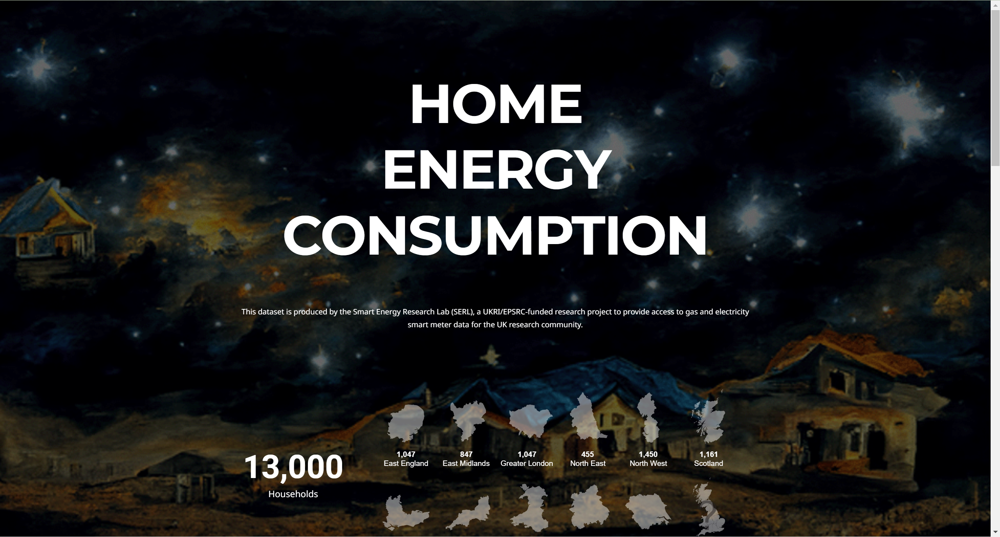 HOME
ENERGY
CONSUMPTION
This dataset is produced by the Smart Energy Research Lab (SERL), a UKRI/EPSRC-funded research project to provide access to gas and electricity
smart meter data for the UK research community.
13,000
Households
1,047
East England
847
East Midlands
1,047
Greater London
455
North East
1,450
North West
1,161
Scotland
?